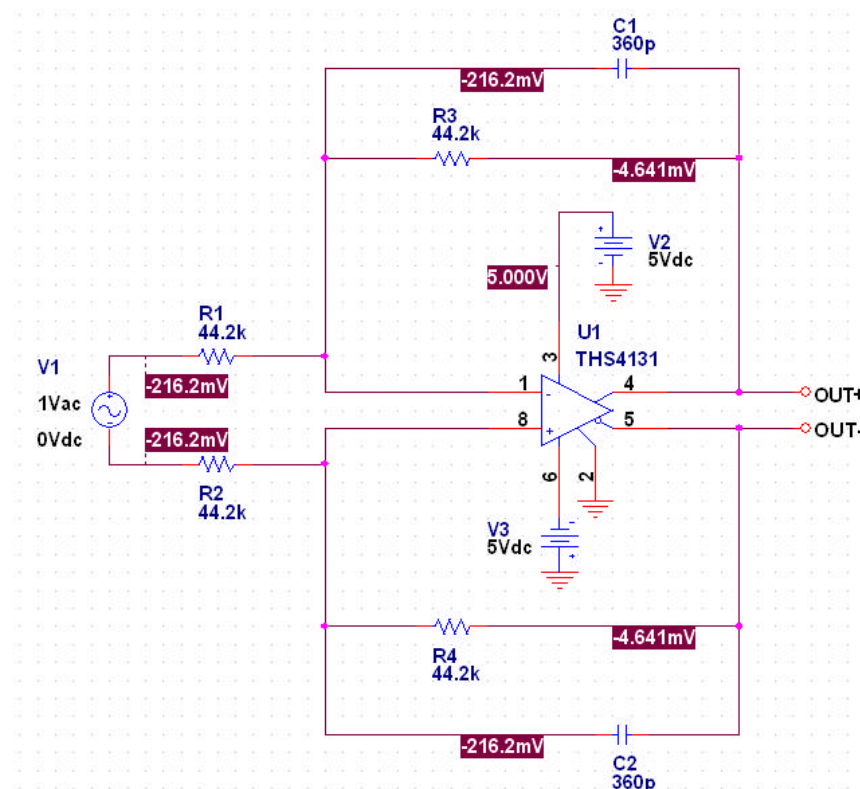 C1
360p
-216.2mV
R3
44.2k
-4.641mV
+
-
V2
5Vdc
5.000V
R1
44.2k
U1
THS4131
3
V1
1Vac
0Vdc
+
-
-216.2mV
1
-
4
OUT+
8
+
5
OUT-
-216.2mV
R2
44.2k
6
2
V3
5Vdc
-
+
-4.641mV
R4
44.2k
-216.2mV
C2
360p